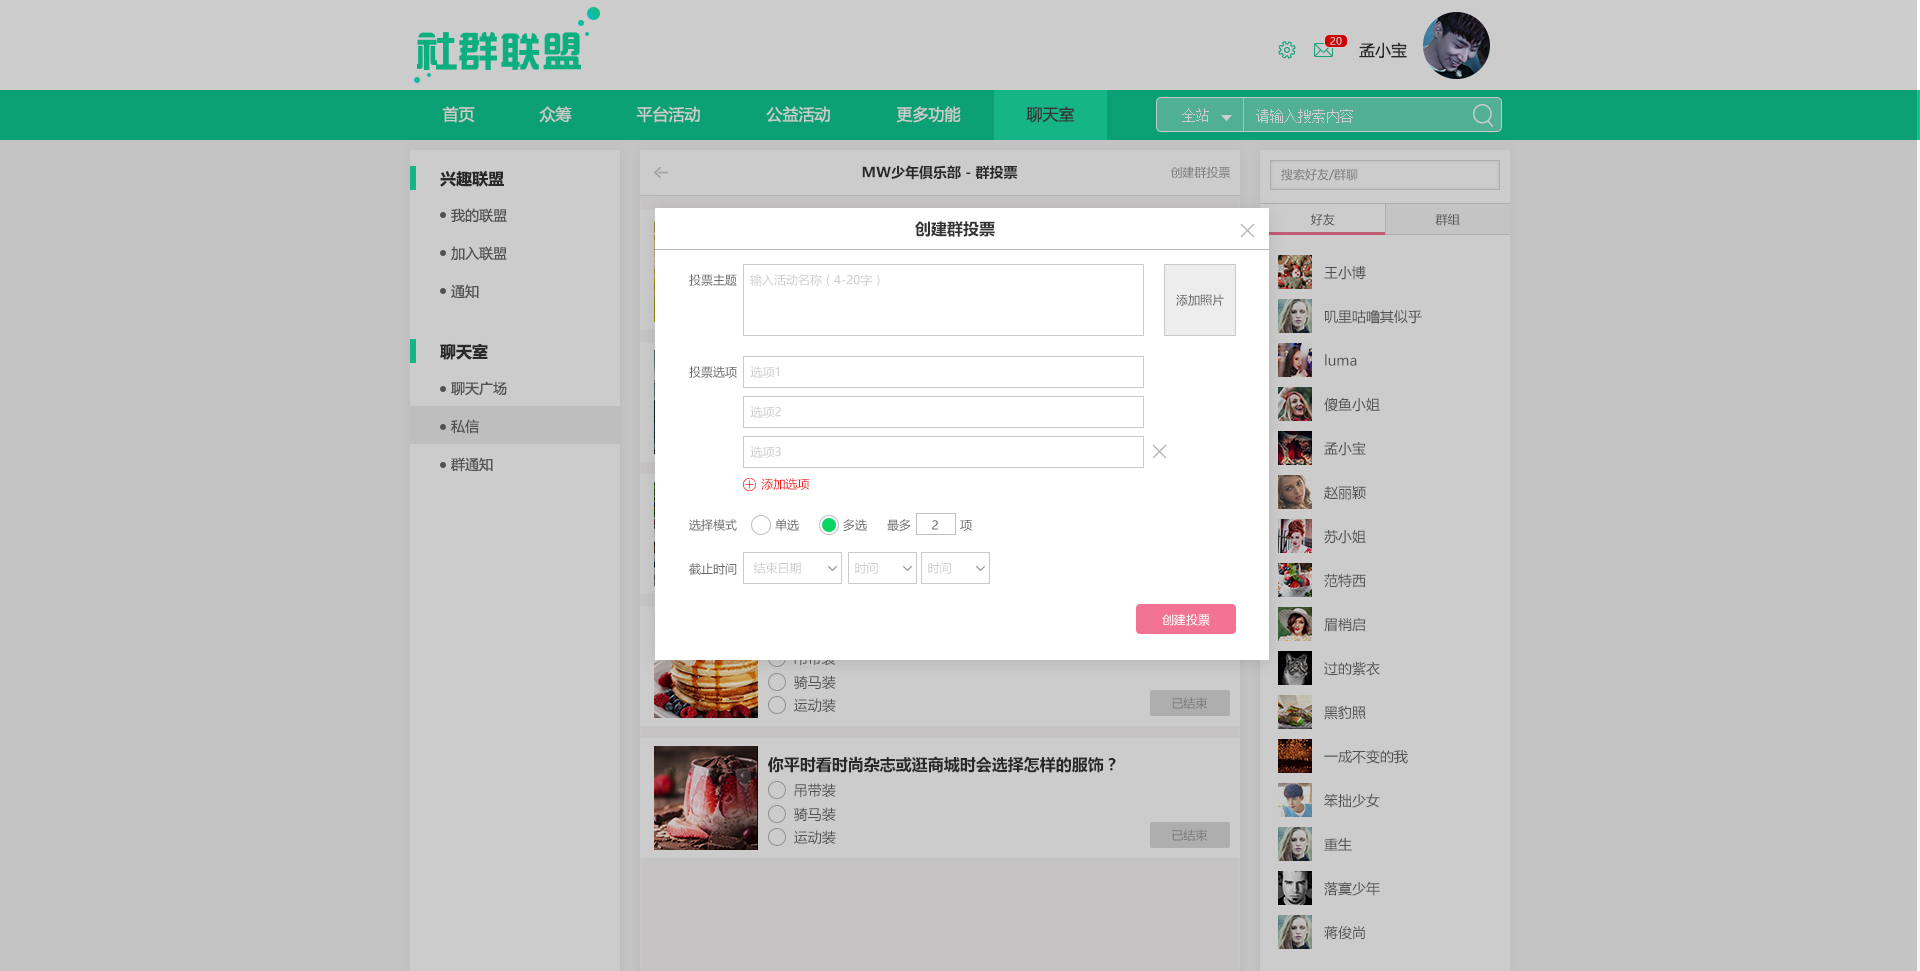 社群联盟
20
孟小宝
首页 众筹 平台活动 公益活动 更多功能 聊天室 全站 请输入搜索内容
兴趣联盟
我的联盟
加入联盟
通知
聊天室
聊天广场
私信
群通知
MW少年俱乐部 - 群投票
创建群投票
创建群投票
投票主题
输入活动名称（4-20字）
添加照片
投票选项
选项1
选项2
选项3
添加选项
选择模式 单选 多选 最多 2 项
截止时间 结束日期 时间 时间
创建投票
吊带装
骑马装
运动装
已结束
你平时看时尚杂志或逛商城时会选择怎样的服饰？
吊带装
骑马装
运动装
已结束
搜索好友/群聊
好友 群组
王小博
叽里咕噜其似乎
luma
傻鱼小姐
孟小宝
赵丽颖
苏小姐
范特西
眉梢启
过的紫衣
黑豹照
一成不变的我
笨拙少女
重生
落寞少年
蒋俊尚